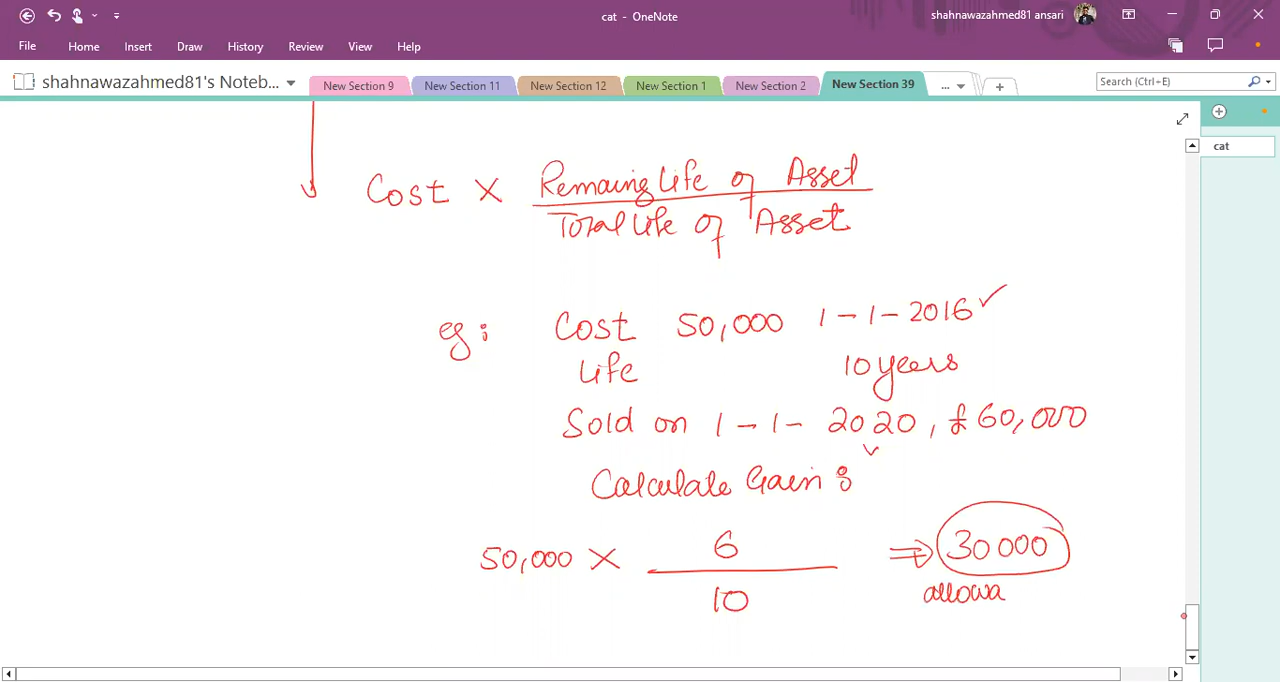 cat - OneNote
shahnawazahmed81 ansari
File Home Insert Draw History Review View Help
shahnawazahmed81's Noteb... New Section 9 New Section 11 New Section 12 New Section 1 New Section 2 New Section 39 ... Search (Ctrl+E)
cat
Cost X Remaing Life of Asset
Total Life of Asset
eg: Cost 50,000 1-1-2016 ✓
Life 10 years
Sold on 1-1-2020, £60,000
Calculate Gain :
50,000 X 6 ⇒ 30000
10 allowa